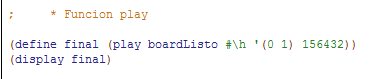 ;     * Funcion play
(define final (play boardListo #\h '(0 1) 156432))
(display final)